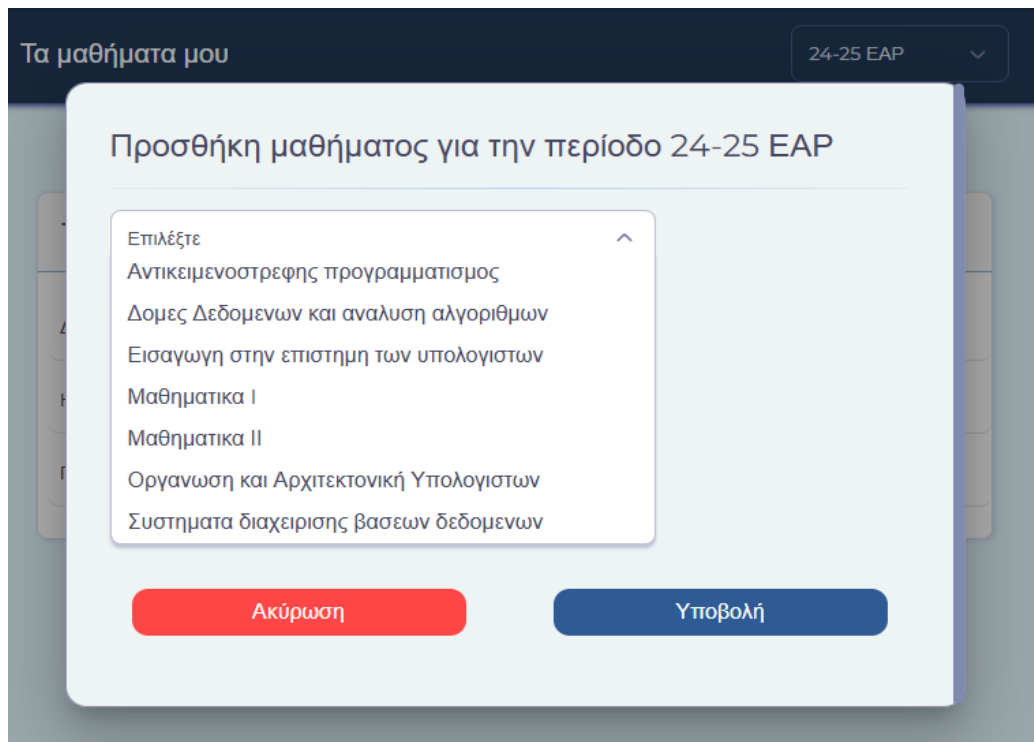 Τα μαθήματα μου
24-25 ΕΑΡ
Προσθήκη μαθήματος για την περίοδο 24-25 ΕΑΡ
Επιλέξτε
Αντικειμενοστρεφης προγραμματισμος
Δομες Δεδομενων και αναλυση αλγοριθμων
Εισαγωγη στην επιστημη των υπολογιστων
Μαθηματικα Ι
Μαθηματικα ΙΙ
Οργανωση και Αρχιτεκτονική Υπολογιστων
Συστηματα διαχειρισης βασεων δεδομενων
Ακύρωση
Υποβολή